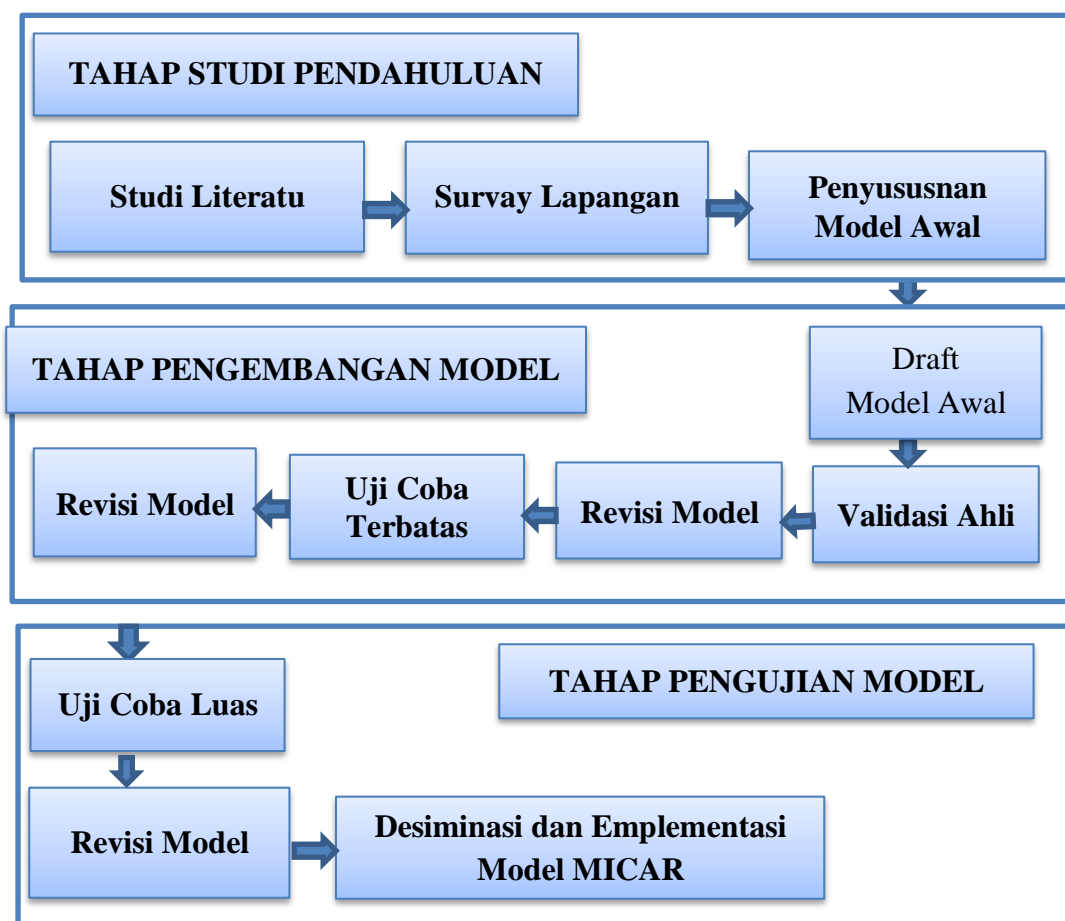 TAHAP STUDI PENDAHULUAN
Studi Literatu
Survay Lapangan
Penyususnan
Model Awal
TAHAP PENGEMBANGAN MODEL
Draft
Model Awal
Validasi Ahli
Revisi Model
Uji Coba
Terbatas
Revisi Model
TAHAP PENGUJIAN MODEL
Uji Coba Luas
Revisi Model
Desiminasi dan Emplementasi
Model MICAR